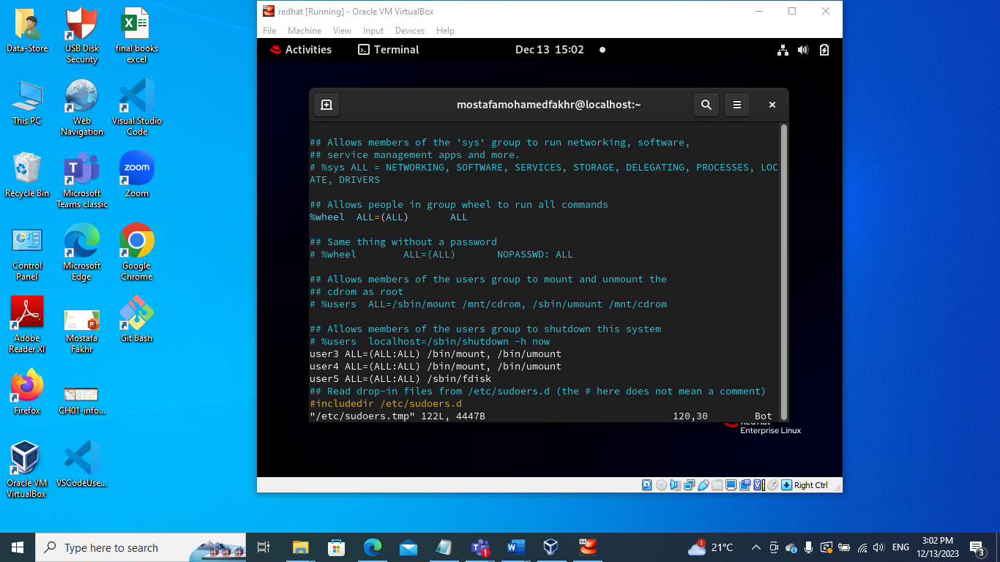 redhat [Running] - Oracle VM VirtualBox
File Machine View Input Devices Help
Activities Terminal Dec 13 15:02
mostafamohamedfakhr@localhost:~
## Allows members of the 'sys' group to run networking, software,
## service management apps and more.
# %sys ALL = NETWORKING, SOFTWARE, SERVICES, STORAGE, DELEGATING, PROCESSES, LOC
ATE, DRIVERS
## Allows people in group wheel to run all commands
%wheel ALL=(ALL) ALL
## Same thing without a password
# %wheel ALL=(ALL) NOPASSWD: ALL
## Allows members of the users group to mount and unmount the
## cdrom as root
# %users ALL=/sbin/mount /mnt/cdrom, /sbin/umount /mnt/cdrom
## Allows members of the users group to shutdown this system
# %users localhost=/sbin/shutdown -h now
user3 ALL=(ALL:ALL) /bin/mount, /bin/umount
user4 ALL=(ALL:ALL) /bin/mount, /bin/umount
user5 ALL=(ALL:ALL) /sbin/fdisk
## Read drop-in files from /etc/sudoers.d (the # here does not mean a comment)
#includedir /etc/sudoers.d
"/etc/sudoers.tmp" 122L, 4447B 120,30 Bot
Enterprise Linux
Right Ctrl
Data-Store
USB Disk
Security
final books
excel
This PC
Web
Navigation
Visual Studio
Code
Recycle Bin
Microsoft
Teams classic
Zoom
Control
Panel
Microsoft
Edge
Google
Chrome
Adobe
Reader XI
Mostafa
Fakhr
Git Bash
Firefox
CH01-info...
Oracle VM
VirtualBox
VSCodeUse...
Type here to search
21°C
ENG
3:02 PM
12/13/2023
3